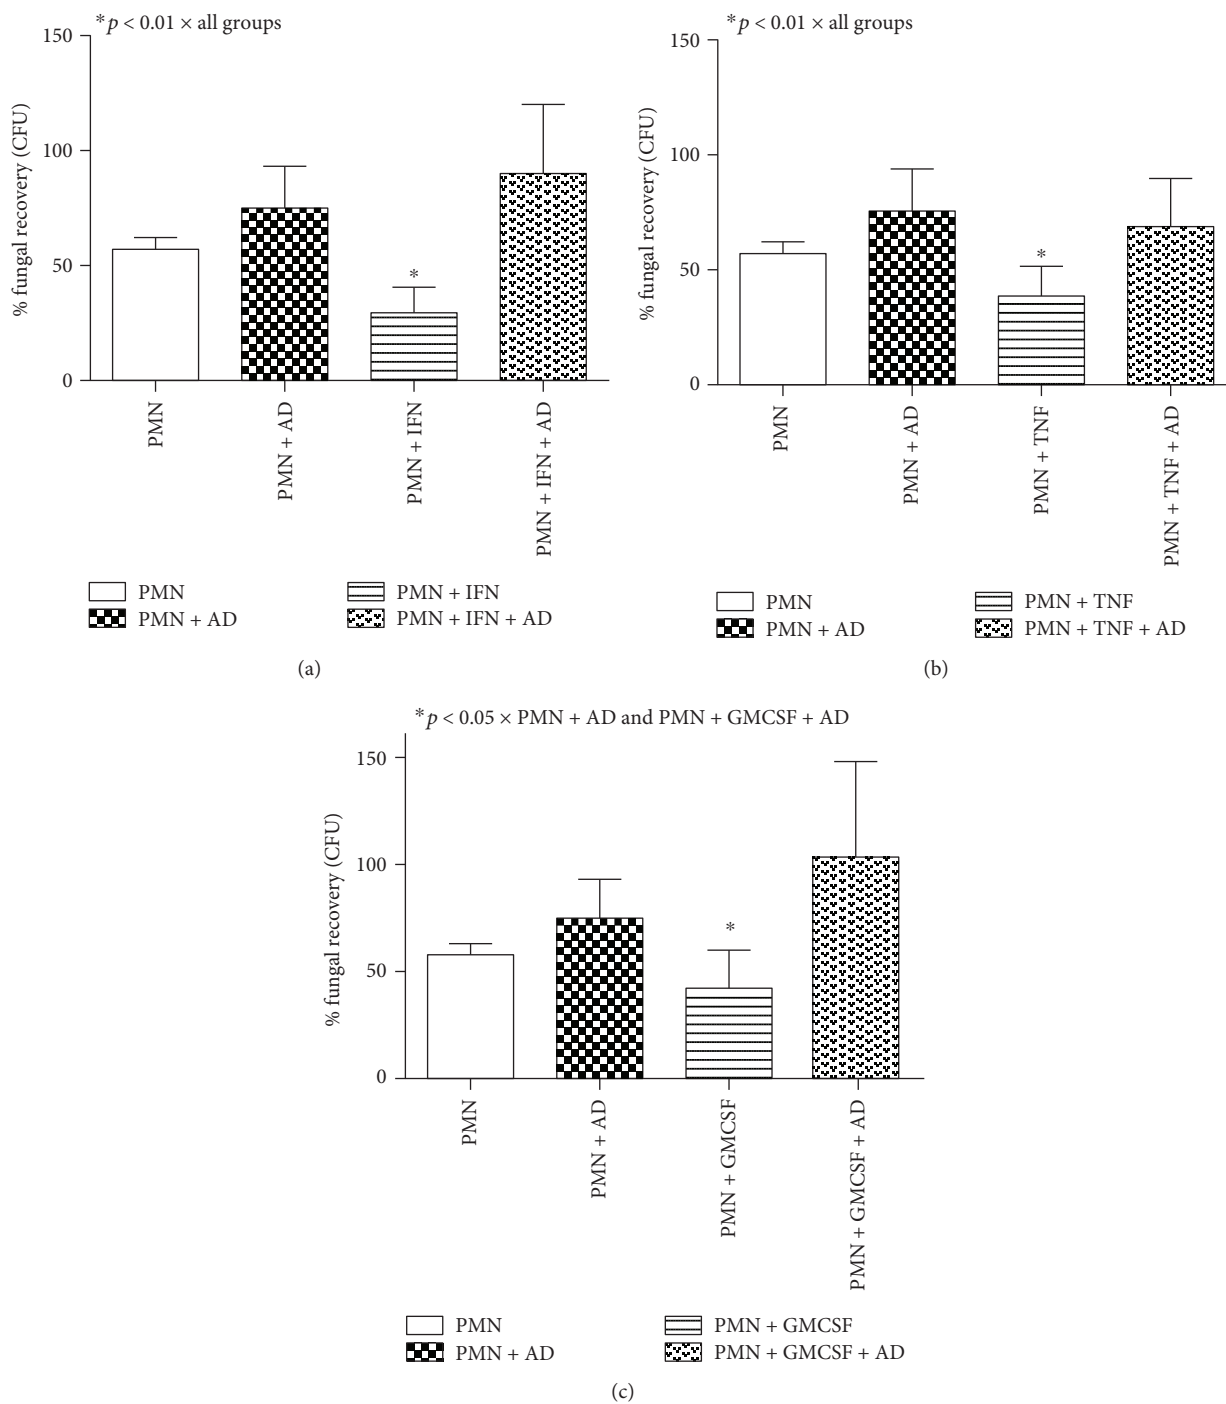 *p < 0.01 × all groups
% fungal recovery (CFU)
150
100
50
0
PMN
PMN + AD
PMN + IFN
PMN + IFN + AD
*
PMN
PMN + AD
PMN + IFN
PMN + IFN + AD
(a)
*p < 0.01 × all groups
% fungal recovery (CFU)
150
100
50
0
PMN
PMN + AD
PMN + TNF
PMN + TNF + AD
*
PMN
PMN + AD
PMN + TNF
PMN + TNF + AD
(b)
*p < 0.05 × PMN + AD and PMN + GMCSF + AD
% fungal recovery (CFU)
150
100
50
0
PMN
PMN + AD
PMN + GMCSF
PMN + GMCSF + AD
*
PMN
PMN + AD
PMN + GMCSF
PMN + GMCSF + AD
(c)